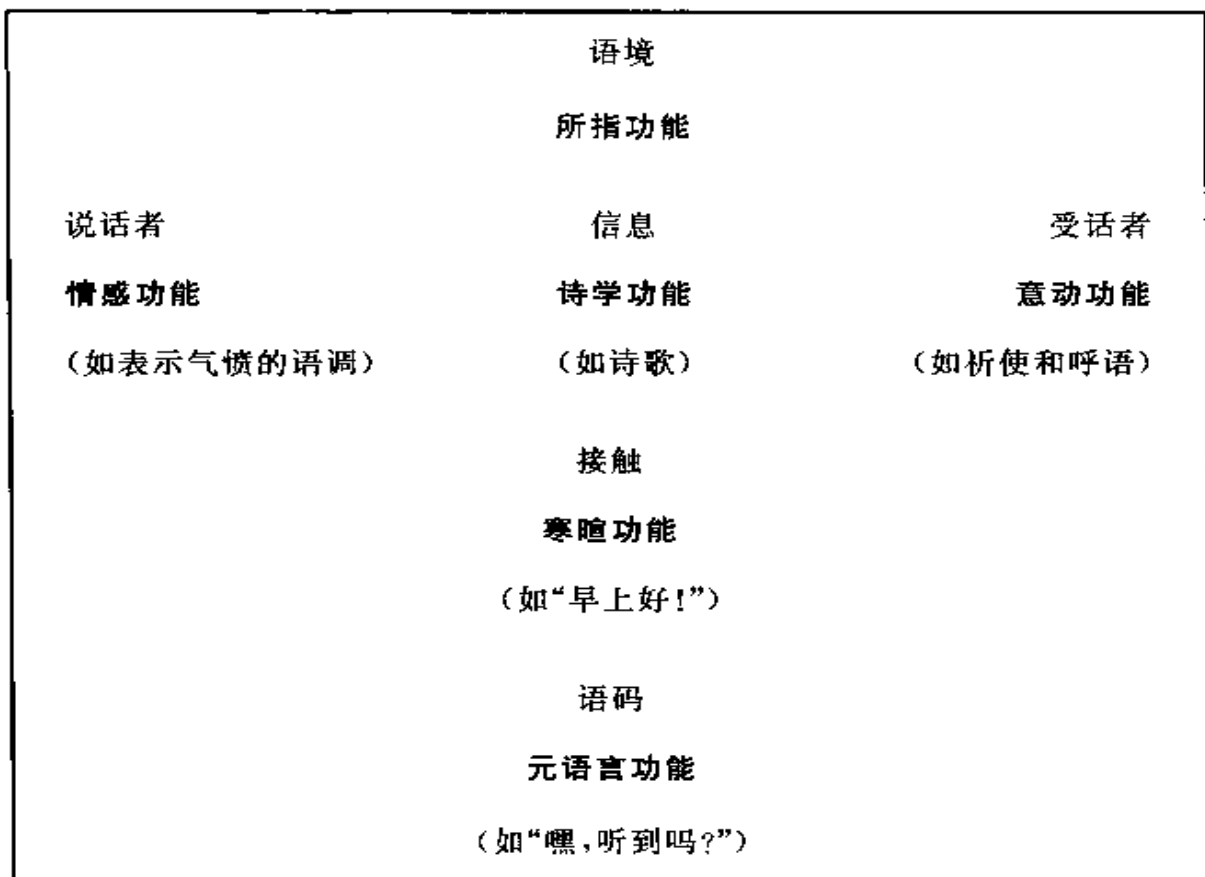 语境
所指功能
说话者 信息 受话者
情感功能 诗学功能 意动功能
（如表示气愤的语调） （如诗歌） （如祈使和呼语）
接触
寒暄功能
（如“早上好！”）
语码
元语言功能
（如“嘿，听到吗？”）